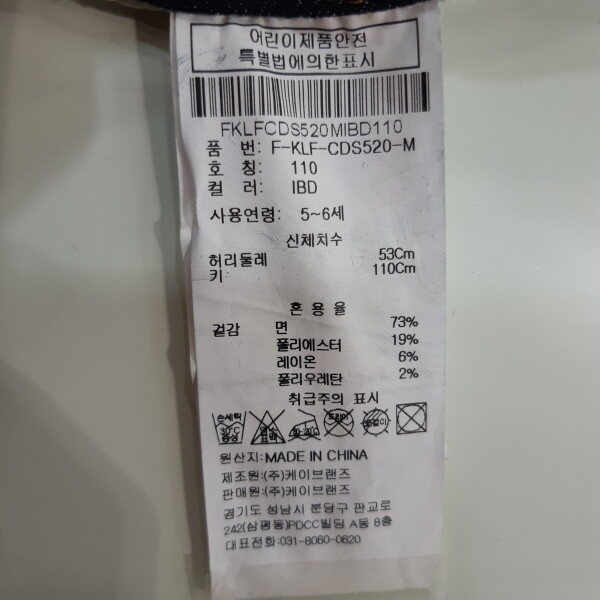 어린이제품안전
특별법에의한표시
FKLFCDS520MIBD110
품 번: F-KLF-CDS520-M
호 칭: 110
컬 러: IBD
사용연령: 5~6세
신체치수
허리둘레 53Cm
키 110Cm
혼 용 율
겉감 면 73%
폴리에스터 19%
레이온 6%
폴리우레탄 2%
취급주의 표시
손세탁
30℃
중성
원산지: MADE IN CHINA
제조원:(주)케이브랜즈
판매원:(주)케이브랜즈
경기도 성남시 분당구 판교로
242(삼평동)PDCC빌딩 A동 8층
대표전화:031-8060-0620